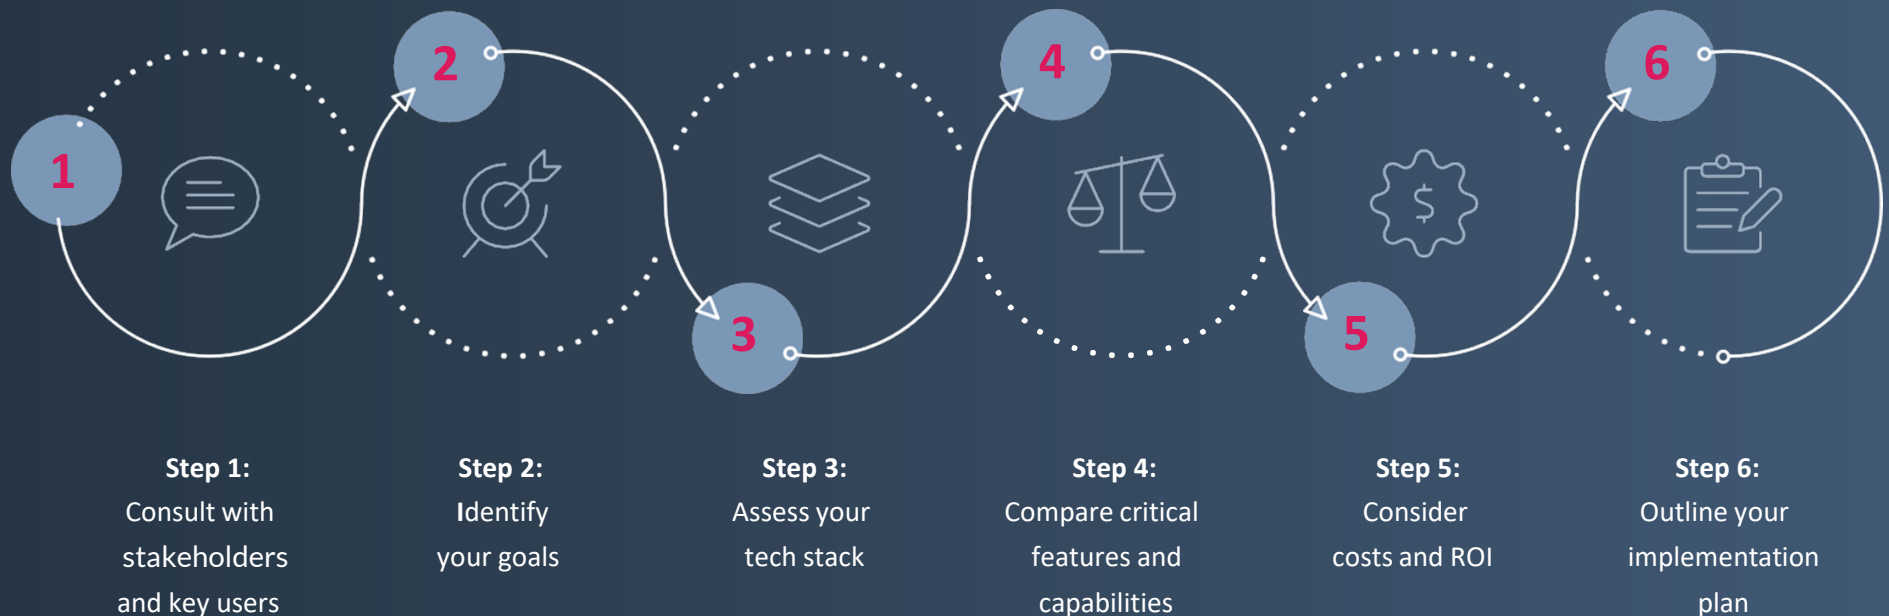 1
2
3
4
5
6
$
Step 1:
Consult with
stakeholders
and key users
Step 2:
Identify
your goals
Step 3:
Assess your
tech stack
Step 4:
Compare critical
features and
capabilities
Step 5:
Consider
costs and ROI
Step 6:
Outline your
implementation
plan